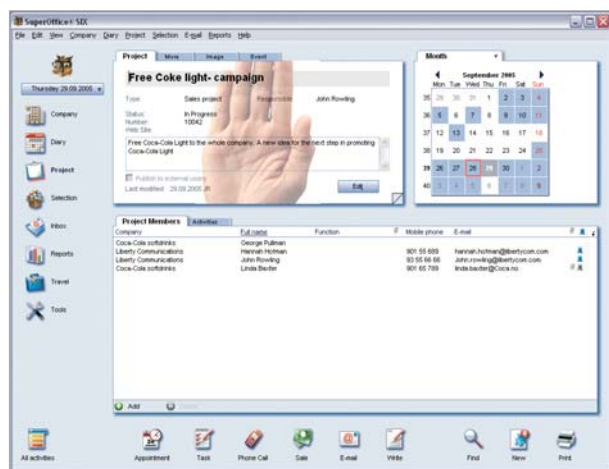 SuperOffice® SIX
File Edit View Company Diary Project Selection E-mail Reports Help
Thursday 29.09.2005
Company
Diary
Project
Selection
Inbox
Reports
Travel
Tools
Project More Image Event
Free Coke light- campaign
Type Sales project Responsible John Rowling
Status: In Progress
Number: 10042
Web Site
Free Coca-Cola Light to the whole company. A new idea for the next step in promoting
Coca-Cola Light
Publish to external users
Last modified 29.09.2005 JR
Edit
Month
September 2005
Mon Tue Wed Thu Fri Sat Sun
35 29 30 31 1 2 3 4
36 5 6 7 8 9 10 11
37 12 13 14 15 16 17 18
38 19 20 21 22 23 24 25
39 26 27 28 29 30 1 2
40 3 4 5 6 7 8 9
Project Members Activities
Company Full name Function Mobile phone E-mail
Coca-Cola softdrinks George Pullman
Liberty Communications Hannah Hotman 901 55 689 hannah.hotman@libertycom.com
Liberty Communications John Rowling 93 55 66 66 John.rowling@libertycom.com
Coca-Cola softdrinks Linda Baxter 901 65 789 linda.baxter@Coca.no
Add
All activities Appointment Task Phone Call Sale E-mail Write Find New Print